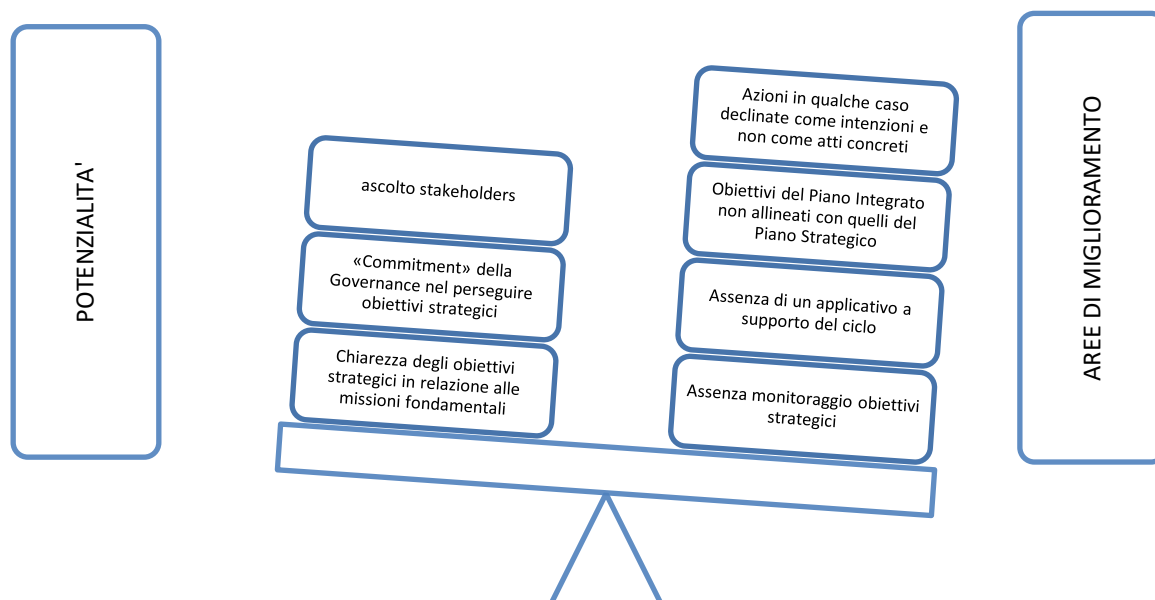 POTENZIALITA'
ascolto stakeholders
«Commitment» della
Governance nel perseguire
obiettivi strategici
Chiarezza degli obiettivi
strategici in relazione alle
missioni fondamentali
Azioni in qualche caso
declinate come intenzioni e
non come atti concreti
Obiettivi del Piano Integrato
non allineati con quelli del
Piano Strategico
Assenza di un applicativo a
supporto del ciclo
Assenza monitoraggio obiettivi
strategici
AREE DI MIGLIORAMENTO